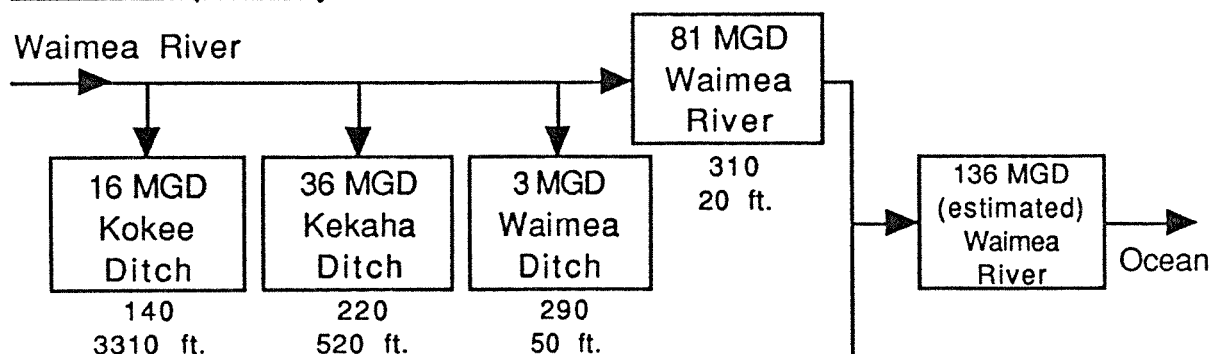 Waimea River
81 MGD
Waimea
River
310
20 ft.
16 MGD
Kokee
Ditch
140
3310 ft.
36 MGD
Kekaha
Ditch
220
520 ft.
3 MGD
Waimea
Ditch
290
50 ft.
136 MGD
(estimated)
Waimea
River
Ocean